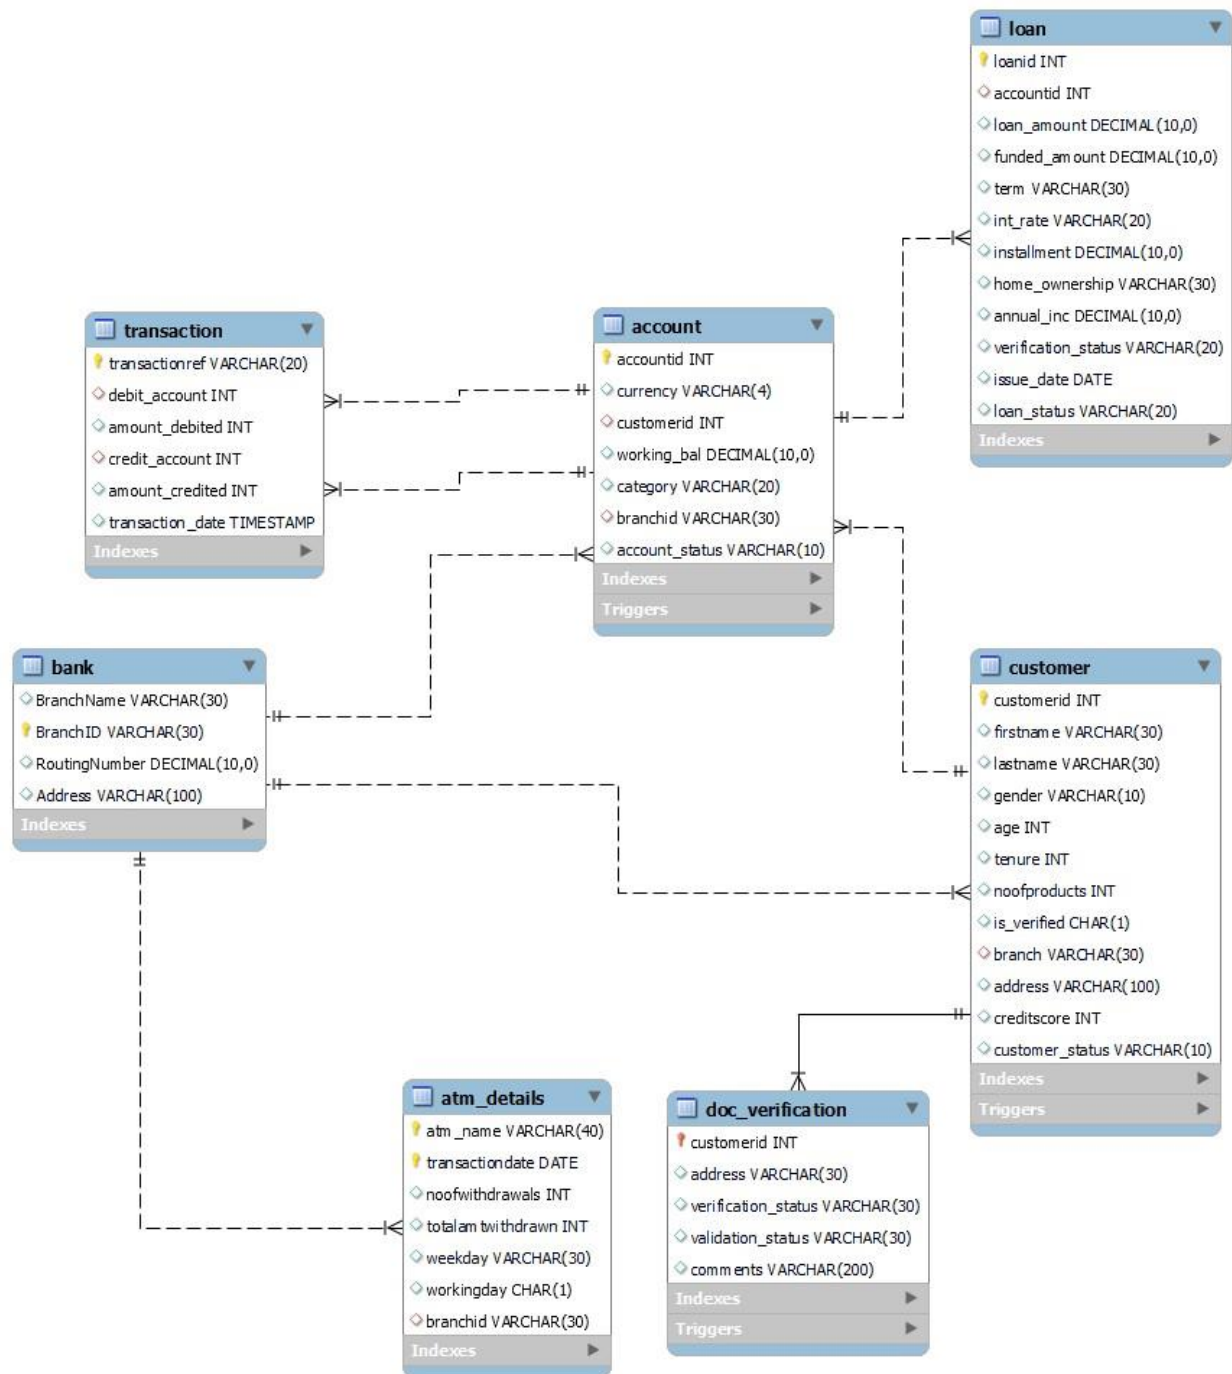 loan
loanid INT
accountid INT
loan_amount DECIMAL(10,0)
funded_amount DECIMAL(10,0)
term VARCHAR(30)
int_rate VARCHAR(20)
installment DECIMAL(10,0)
home_ownership VARCHAR(30)
annual_inc DECIMAL(10,0)
verification_status VARCHAR(20)
issue_date DATE
loan_status VARCHAR(20)
Indexes
transaction
transactionref VARCHAR(20)
debit_account INT
amount_debited INT
credit_account INT
amount_credited INT
transaction_date TIMESTAMP
Indexes
account
accountid INT
currency VARCHAR(4)
customerid INT
working_bal DECIMAL(10,0)
category VARCHAR(20)
branchid VARCHAR(30)
account_status VARCHAR(10)
Indexes
Triggers
bank
BranchName VARCHAR(30)
BranchID VARCHAR(30)
RoutingNumber DECIMAL(10,0)
Address VARCHAR(100)
Indexes
customer
customerid INT
firstname VARCHAR(30)
lastname VARCHAR(30)
gender VARCHAR(10)
age INT
tenure INT
noofproducts INT
is_verified CHAR(1)
branch VARCHAR(30)
address VARCHAR(100)
creditscore INT
customer_status VARCHAR(10)
Indexes
Triggers
atm_details
atm_name VARCHAR(40)
transactiondate DATE
noofwithdrawals INT
totalamtwithdrawn INT
weekday VARCHAR(30)
workingday CHAR(1)
branchid VARCHAR(30)
Indexes
doc_verification
customerid INT
address VARCHAR(30)
verification_status VARCHAR(30)
validation_status VARCHAR(30)
comments VARCHAR(200)
Indexes
Triggers